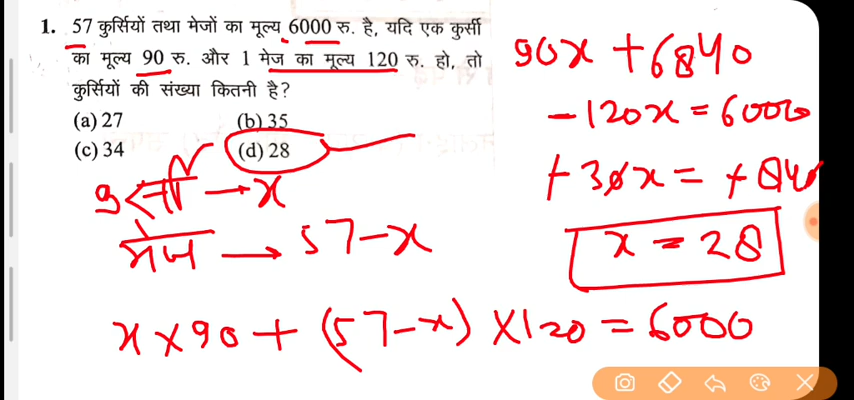 1. 57 कुर्सियों तथा मेजों का मूल्य 6000 रु. है, यदि एक कुर्सी
का मूल्य 90 रु. और 1 मेज का मूल्य 120 रु. हो, तो
कुर्सियों की संख्या कितनी है?
(a) 27 (b) 35
(c) 34 (d) 28
कुर्सी → x
मेज → 57-x
x × 90 + (57-x) × 120 = 6000
90x + 6840
-120x = 6000
+30x = +840
x = 28